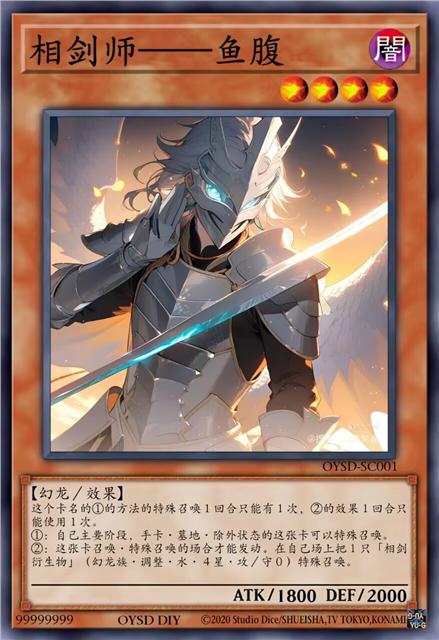 相剑师——鱼腹
闇
OYSD-SC001
【幻龙／效果】
这个卡名的①的方法的特殊召唤1回合只能有1次，②的效果1回合只
能使用1次。
①：自己主要阶段，手卡·墓地·除外状态的这张卡可以特殊召唤。
②：这张卡召唤·特殊召唤的场合才能发动。在自己场上把1只「相剑
衍生物」（幻龙族·调整·水·4星·攻／守0）特殊召唤。
ATK/1800 DEF/2000
99999999 OYSD DIY ©2020 Studio Dice/SHUEISHA,TV TOKYO,KONAMI